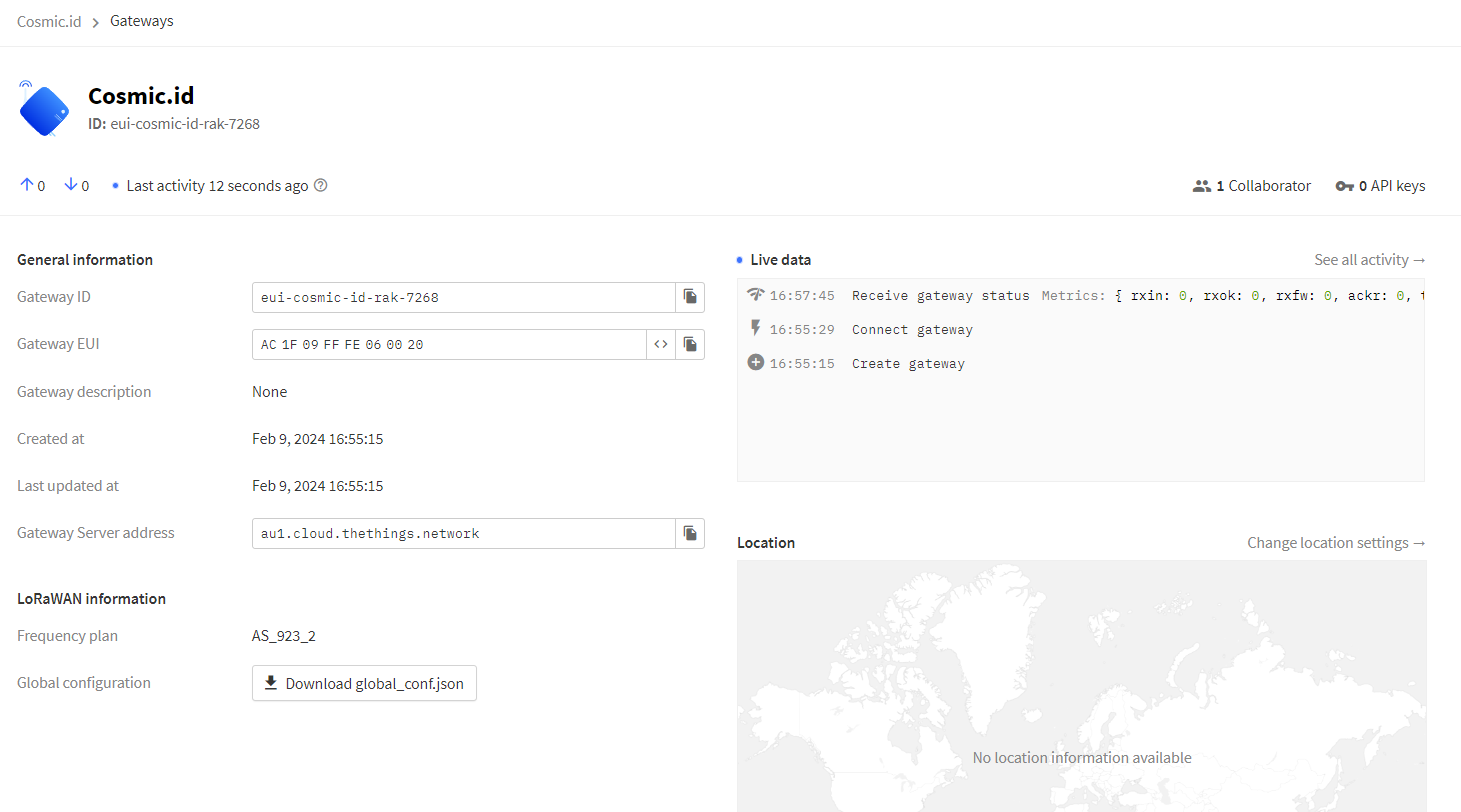 Cosmic.id > Gateways
Cosmic.id
ID: eui-cosmic-id-rak-7268
0 0 Last activity 12 seconds ago
1 Collaborator 0 API keys
General information
Gateway ID eui-cosmic-id-rak-7268
Gateway EUI AC 1F 09 FF FE 06 00 20
Gateway description None
Created at Feb 9, 2024 16:55:15
Last updated at Feb 9, 2024 16:55:15
Gateway Server address au1.cloud.thethings.network
LoRaWAN information
Frequency plan AS_923_2
Global configuration Download global_conf.json
Live data See all activity →
16:57:45 Receive gateway status Metrics: { rxin: 0, rxok: 0, rxfw: 0, ackr: 0,
16:55:29 Connect gateway
16:55:15 Create gateway
Location Change location settings →
No location information available